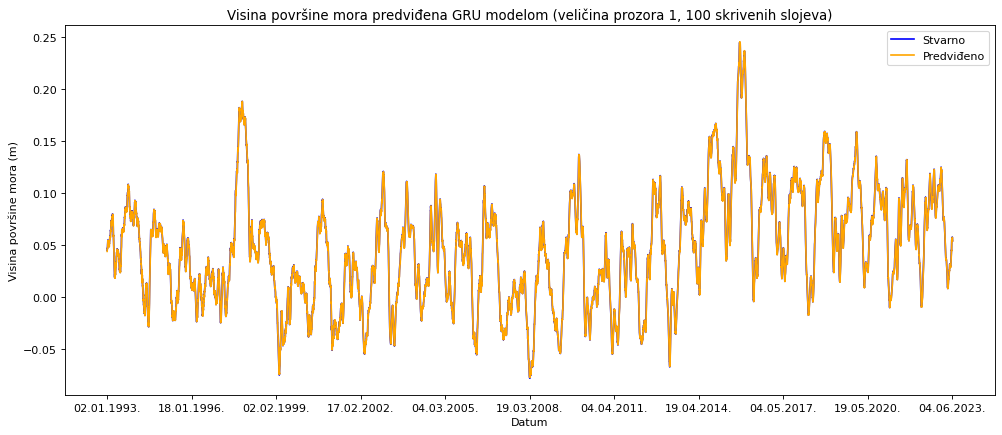 Visina površine mora predviđena GRU modelom (veličina prozora 1, 100 skrivenih slojeva)
Stvarno
Predviđeno
Visina površine mora (m)
0.25
0.20
0.15
0.10
0.05
0.00
−0.05
02.01.1993. 18.01.1996. 02.02.1999. 17.02.2002. 04.03.2005. 19.03.2008. 04.04.2011. 19.04.2014. 04.05.2017. 19.05.2020. 04.06.2023.
Datum